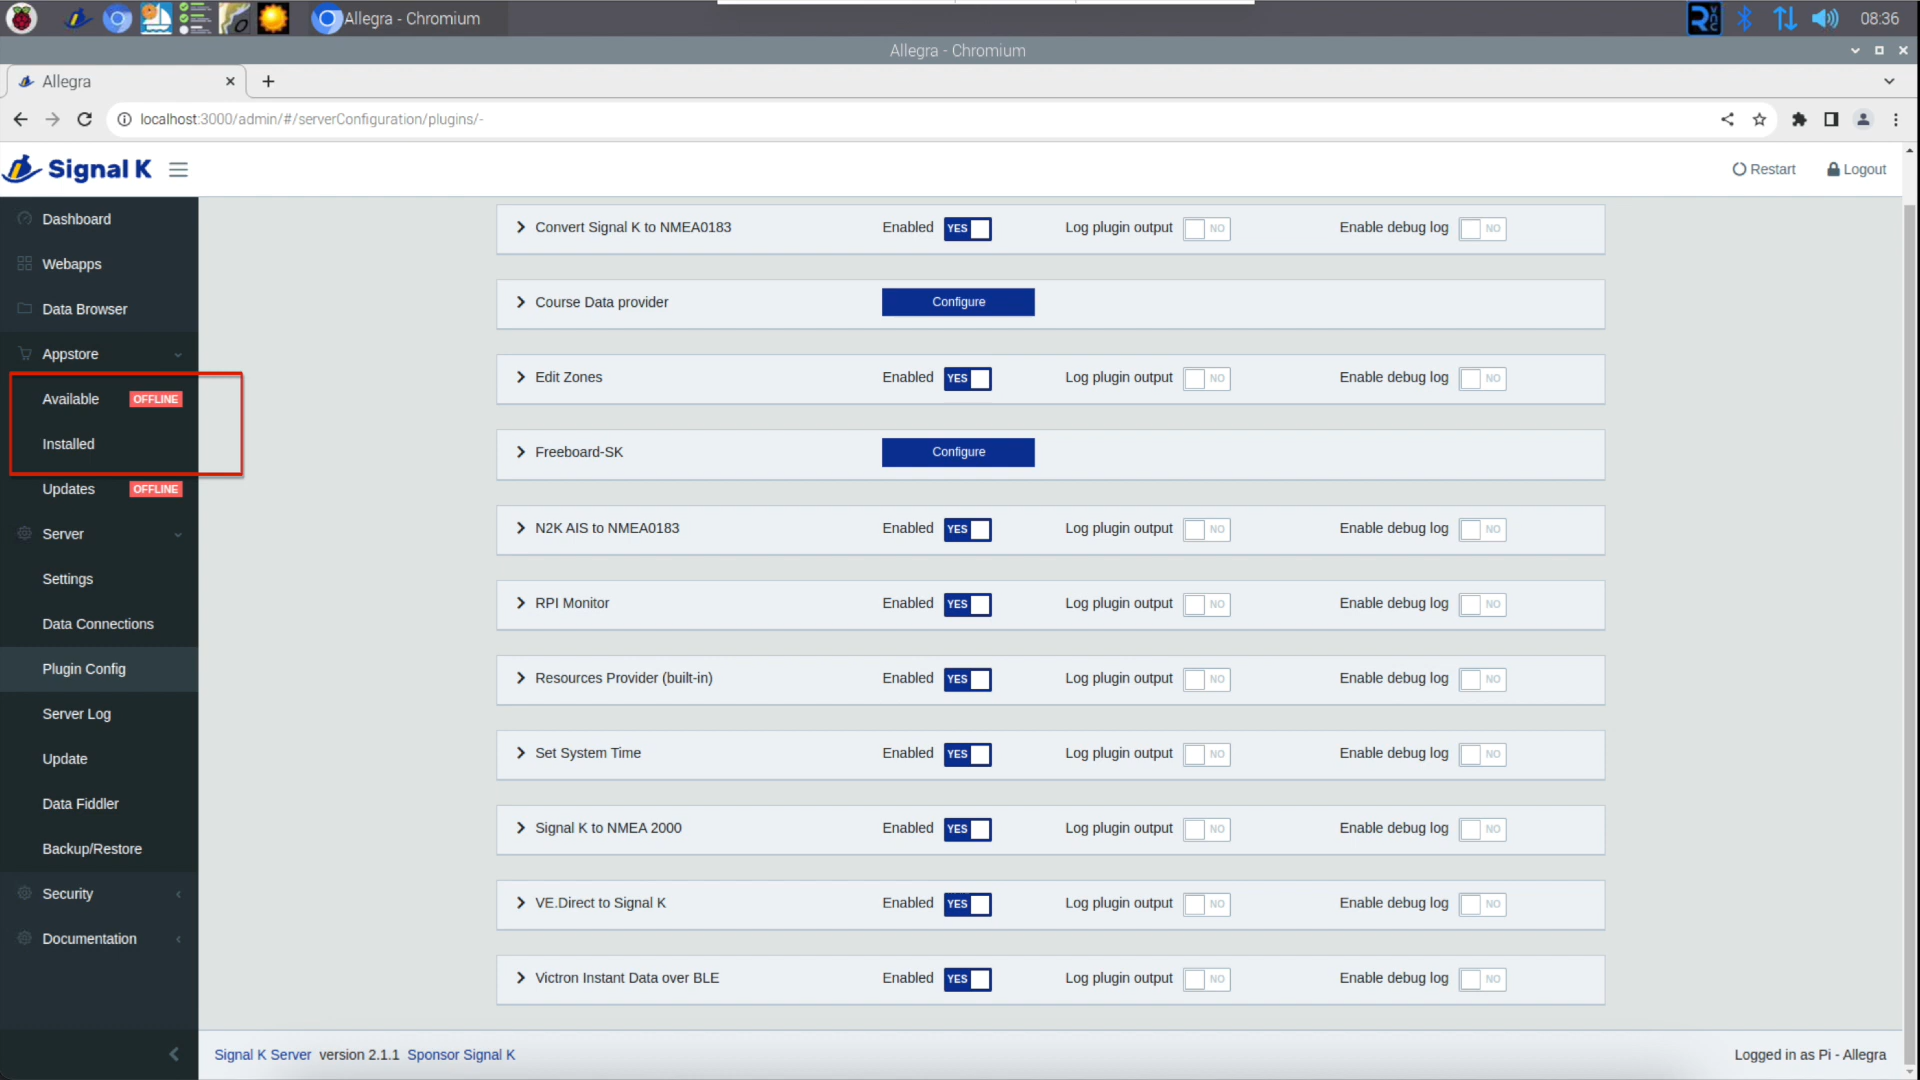 Allegra - Chromium
08:36
Allegra - Chromium
Allegra
localhost:3000/admin/#/serverConfiguration/plugins/-
Signal K
Restart
Logout
Dashboard
Webapps
Data Browser
Appstore
Available OFFLINE
Installed
Updates OFFLINE
Server
Settings
Data Connections
Plugin Config
Server Log
Update
Data Fiddler
Backup/Restore
Security
Documentation
Convert Signal K to NMEA0183 Enabled YES Log plugin output NO Enable debug log NO
Course Data provider Configure
Edit Zones Enabled YES Log plugin output NO Enable debug log NO
Freeboard-SK Configure
N2K AIS to NMEA0183 Enabled YES Log plugin output NO Enable debug log NO
RPI Monitor Enabled YES Log plugin output NO Enable debug log NO
Resources Provider (built-in) Enabled YES Log plugin output NO Enable debug log NO
Set System Time Enabled YES Log plugin output NO Enable debug log NO
Signal K to NMEA 2000 Enabled YES Log plugin output NO Enable debug log NO
VE.Direct to Signal K Enabled YES Log plugin output NO Enable debug log NO
Victron Instant Data over BLE Enabled YES Log plugin output NO Enable debug log NO
Signal K Server version 2.1.1 Sponsor Signal K
Logged in as Pi - Allegra